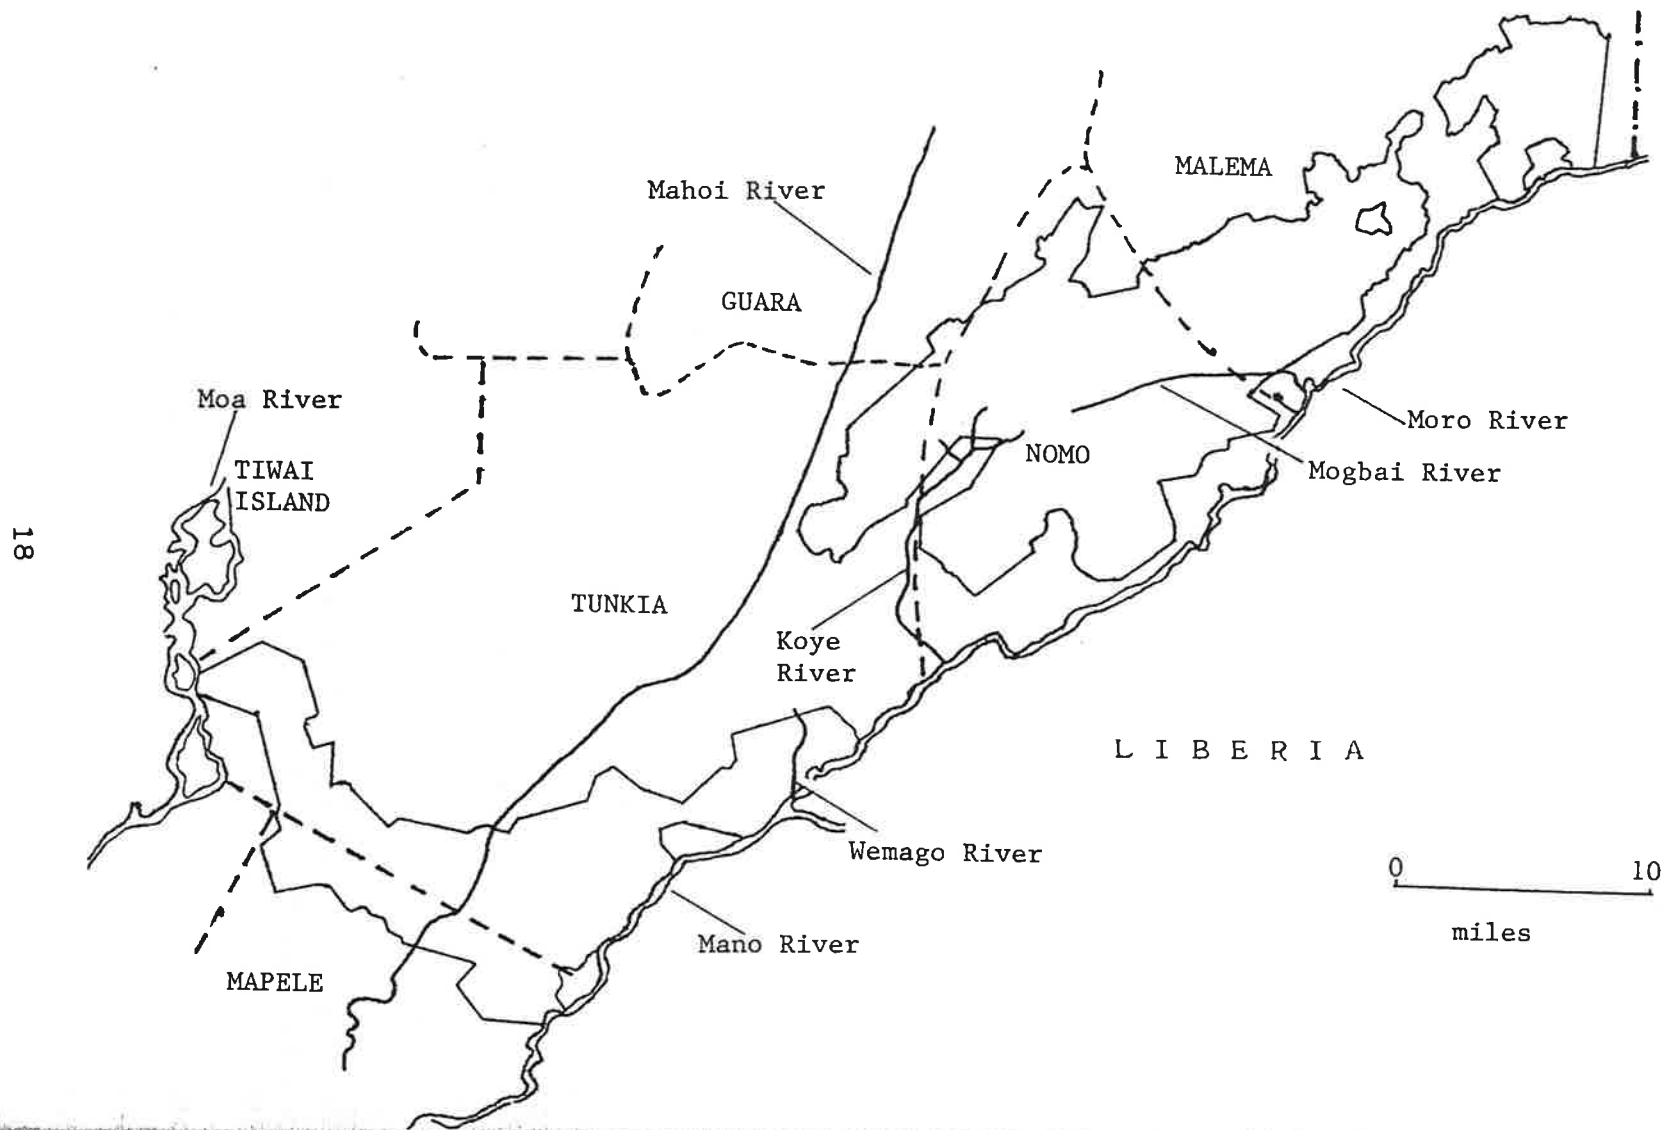 MALEMA
Mahoi River
GUARA
Moa River
TIWAI
ISLAND
Moro River
NOMO
Mogbai River
18
TUNKIA
Koye
River
LIBERIA
Wemago River
0 10
miles
Mano River
MAPELE